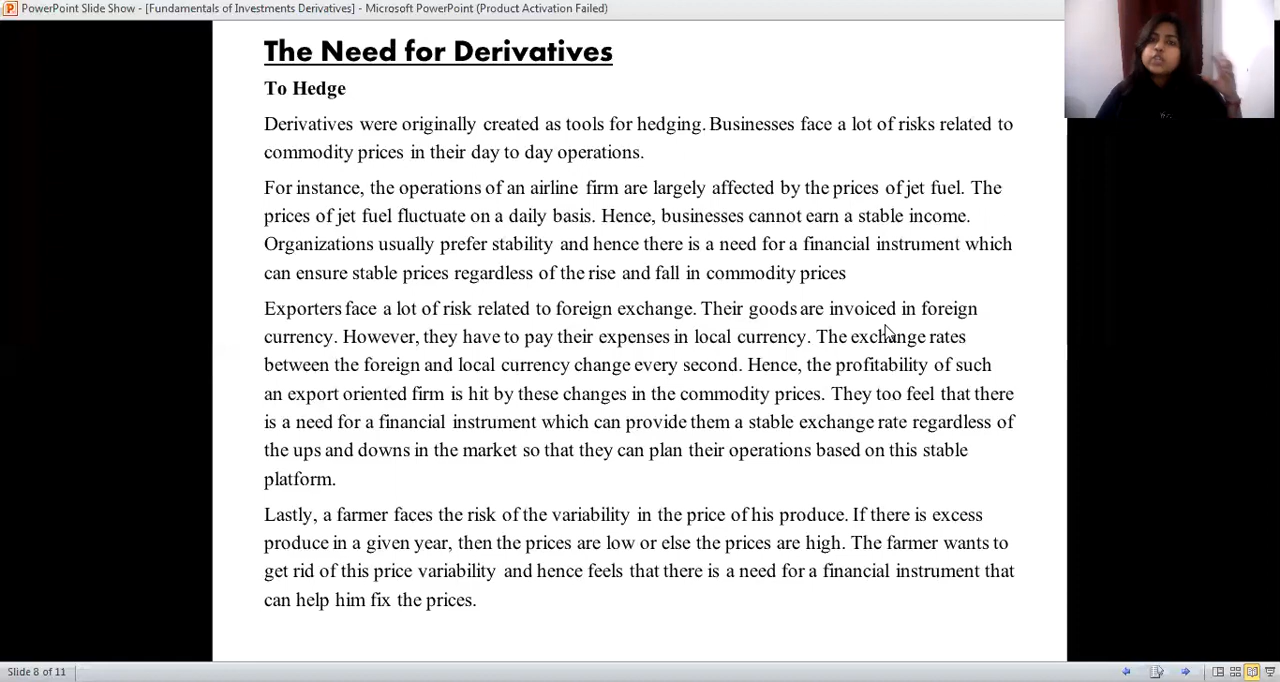 PowerPoint Slide Show - [Fundamentals of Investments Derivatives] - Microsoft PowerPoint (Product Activation Failed)
The Need for Derivatives
To Hedge
Derivatives were originally created as tools for hedging. Businesses face a lot of risks related to
commodity prices in their day to day operations.
For instance, the operations of an airline firm are largely affected by the prices of jet fuel. The
prices of jet fuel fluctuate on a daily basis. Hence, businesses cannot earn a stable income.
Organizations usually prefer stability and hence there is a need for a financial instrument which
can ensure stable prices regardless of the rise and fall in commodity prices
Exporters face a lot of risk related to foreign exchange. Their goods are invoiced in foreign
currency. However, they have to pay their expenses in local currency. The exchange rates
between the foreign and local currency change every second. Hence, the profitability of such
an export oriented firm is hit by these changes in the commodity prices. They too feel that there
is a need for a financial instrument which can provide them a stable exchange rate regardless of
the ups and downs in the market so that they can plan their operations based on this stable
platform.
Lastly, a farmer faces the risk of the variability in the price of his produce. If there is excess
produce in a given year, then the prices are low or else the prices are high. The farmer wants to
get rid of this price variability and hence feels that there is a need for a financial instrument that
can help him fix the prices.
Slide 8 of 11